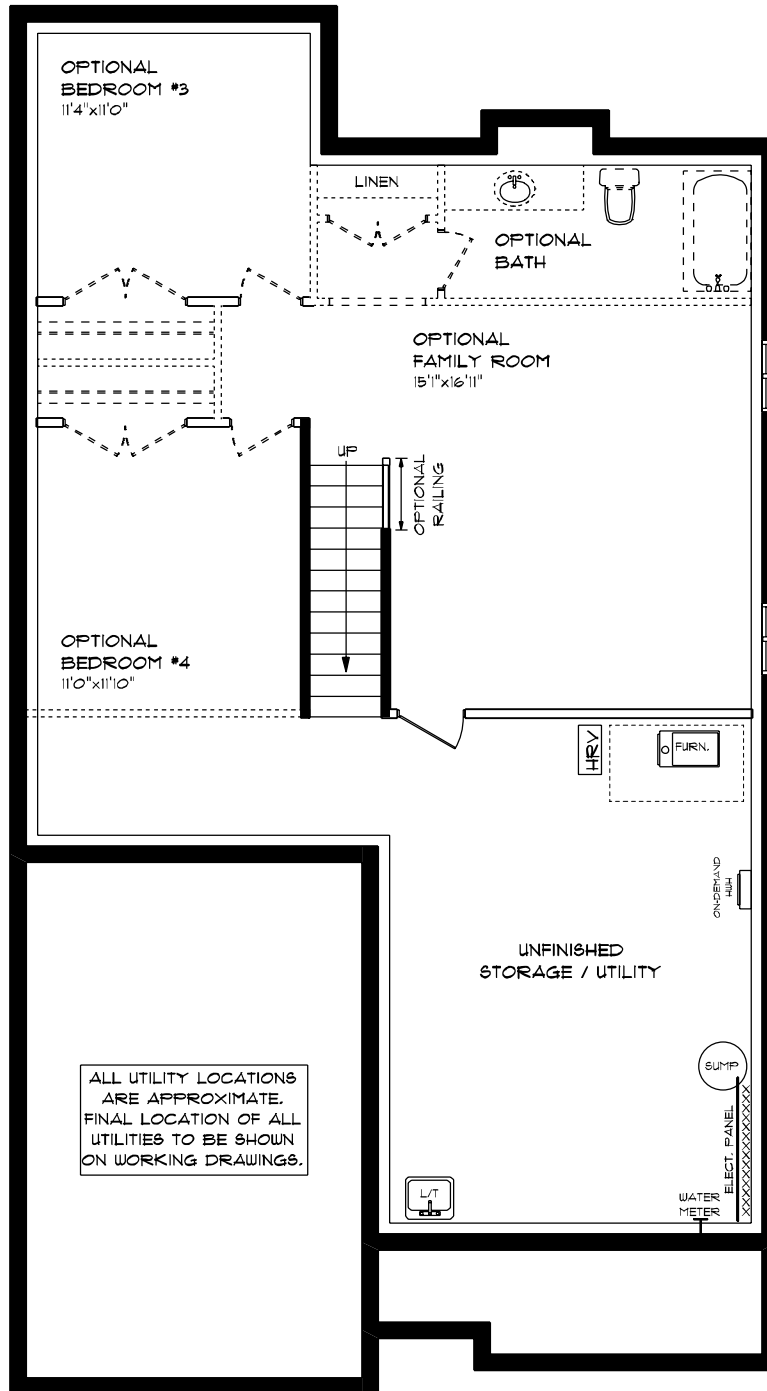 OPTIONAL
BEDROOM #3
11'4"x11'0"
LINEN
OPTIONAL
BATH
OPTIONAL
FAMILY ROOM
15'1"x16'11"
UP
OPTIONAL
RAILING
OPTIONAL
BEDROOM #4
11'0"x11'10"
HRV
FURN.
ON-DEMAND
HWH
UNFINISHED
STORAGE / UTILITY
SUMP
ALL UTILITY LOCATIONS
ARE APPROXIMATE.
FINAL LOCATION OF ALL
UTILITIES TO BE SHOWN
ON WORKING DRAWINGS.
ELECT. PANEL
L/T
WATER
METER